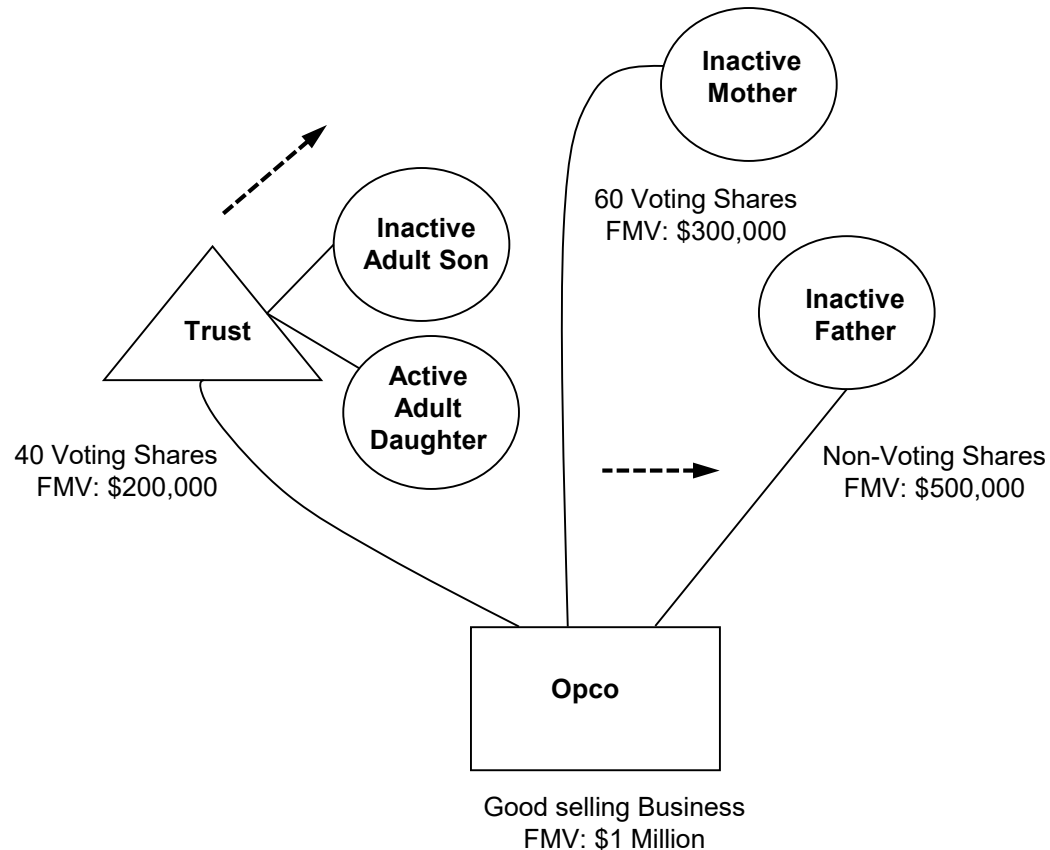 Inactive
Mother
60 Voting Shares
FMV: $300,000
Inactive
Adult Son
Inactive
Father
Trust
Active
Adult
Daughter
40 Voting Shares
FMV: $200,000
Non-Voting Shares
FMV: $500,000
Opco
Good selling Business
FMV: $1 Million